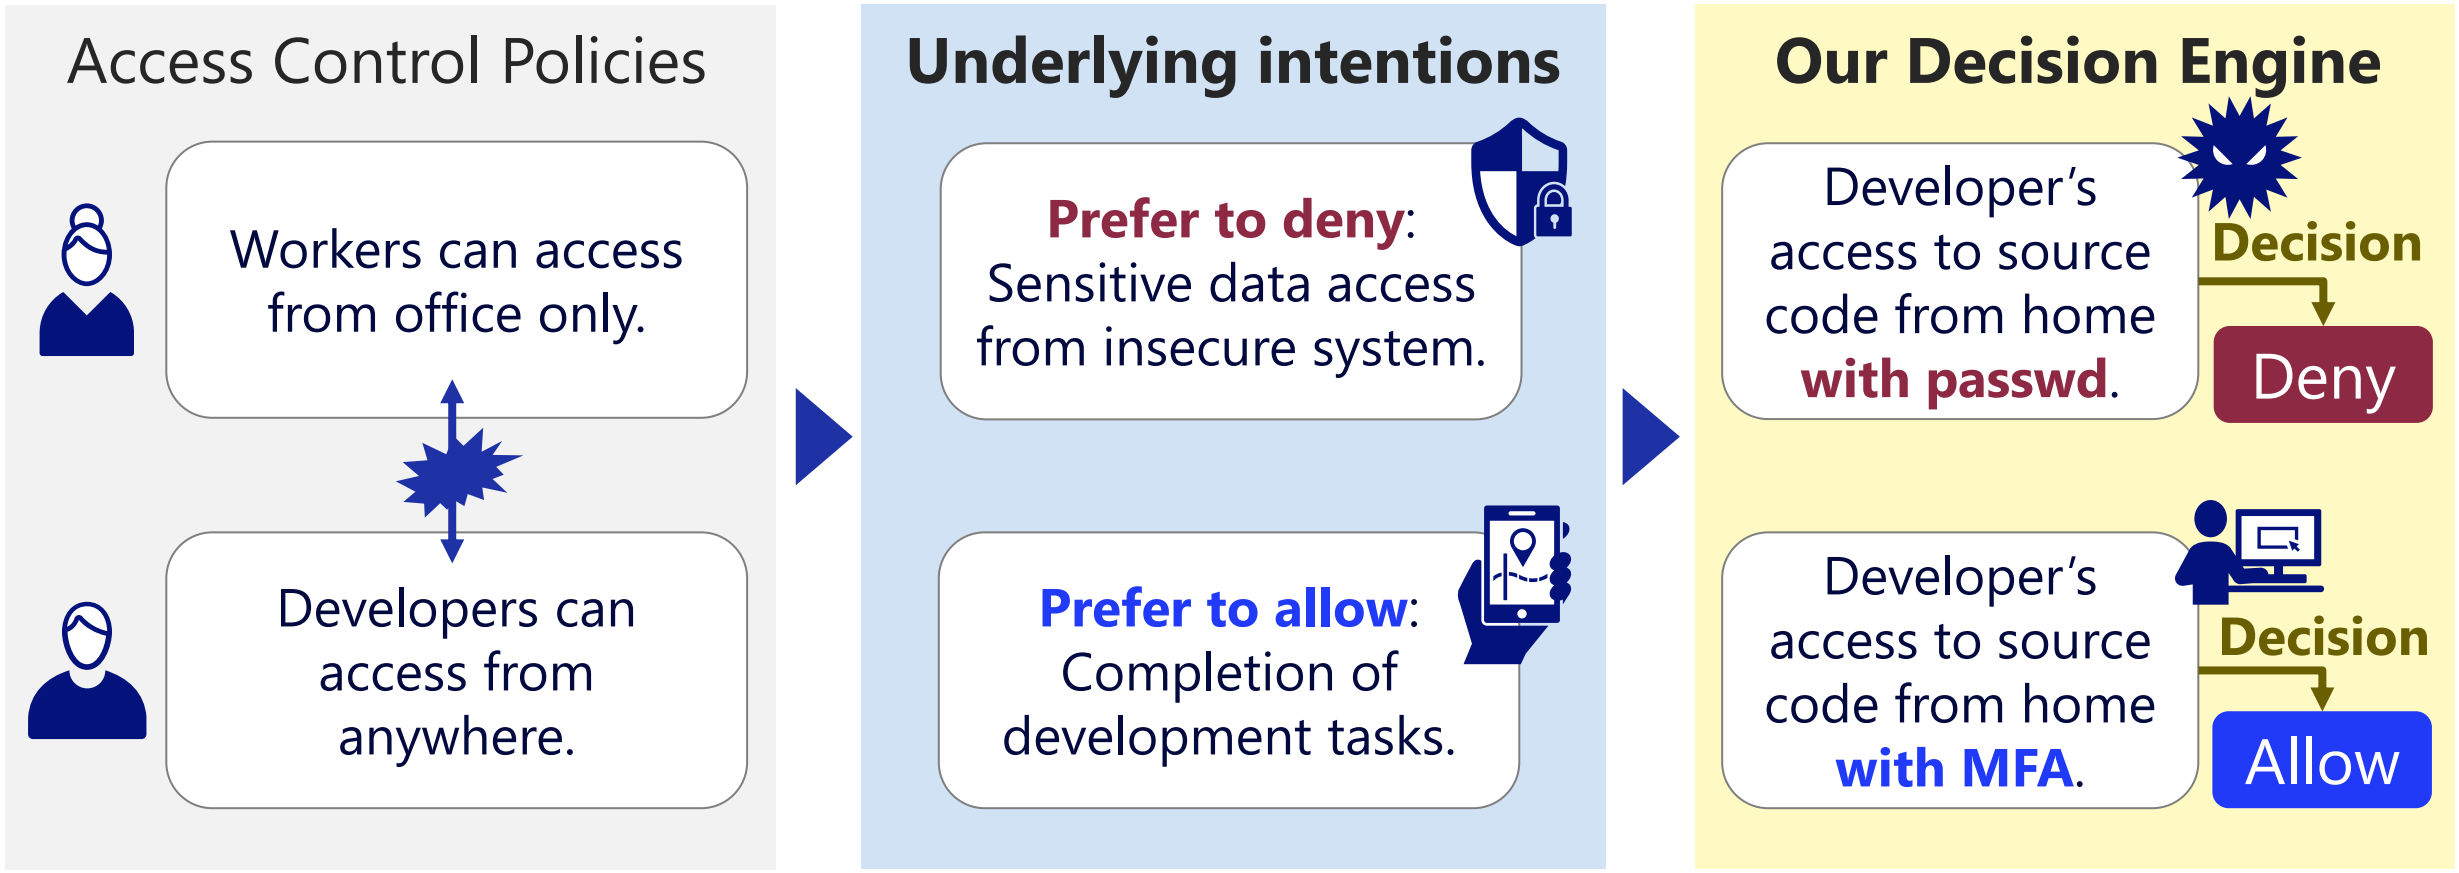 Access Control Policies
Workers can access
from office only.
Developers can
access from
anywhere.
Underlying intentions
Prefer to deny:
Sensitive data access
from insecure system.
Prefer to allow:
Completion of
development tasks.
Our Decision Engine
Developer’s
access to source
code from home
with passwd.
Decision
Deny
Developer’s
access to source
code from home
with MFA.
Decision
Allow